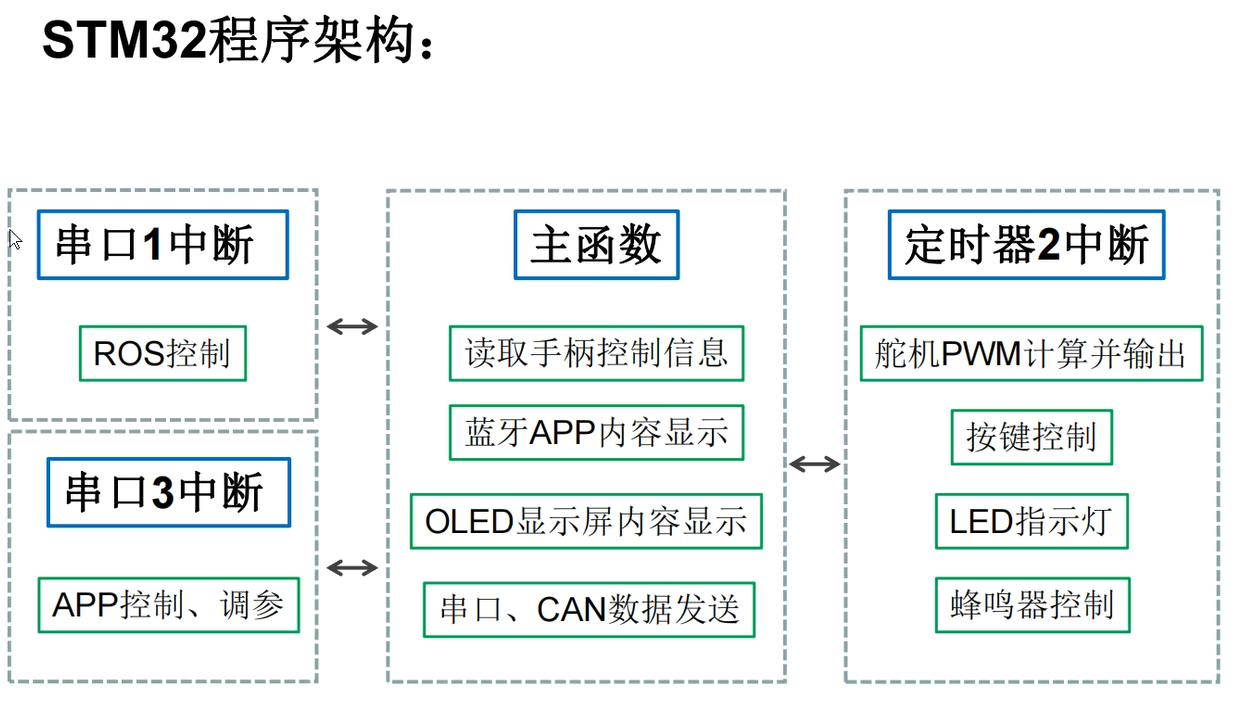 STM32程序架构：
串口1中断
ROS控制
串口3中断
APP控制、调参
主函数
读取手柄控制信息
蓝牙APP内容显示
OLED显示屏内容显示
串口、CAN数据发送
定时器2中断
舵机PWM计算并输出
按键控制
LED指示灯
蜂鸣器控制